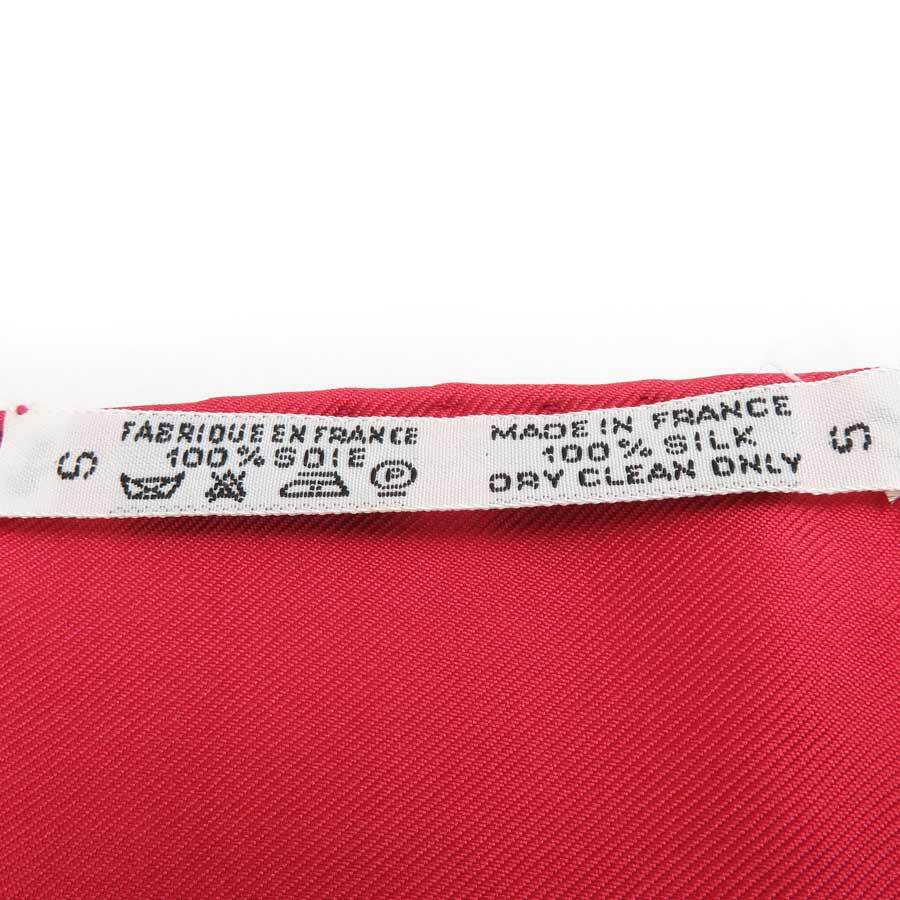 S
FABRIQUE EN FRANCE
100% SOIE
P
MADE IN FRANCE
100% SILK
DRY CLEAN ONLY
S